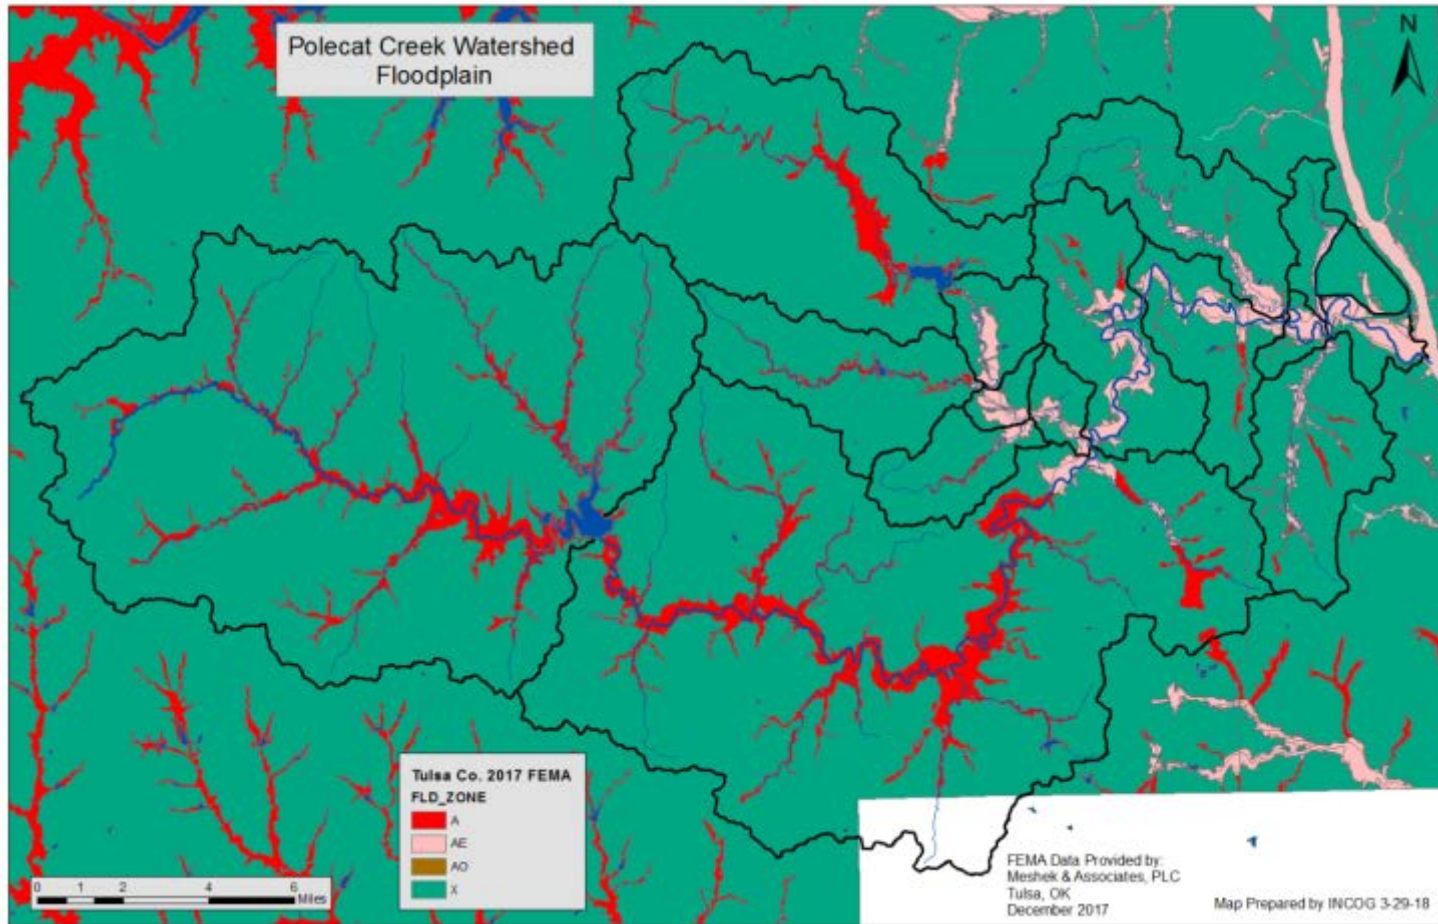 Polecat Creek Watershed
Floodplain
N
Tulsa Co. 2017 FEMA
FLD_ZONE
A
AE
AO
X
0 1 2 4 6
Miles
FEMA Data Provided by:
Meshek & Associates, PLC
Tulsa, OK
December 2017
Map Prepared by INCOG 3-29-18